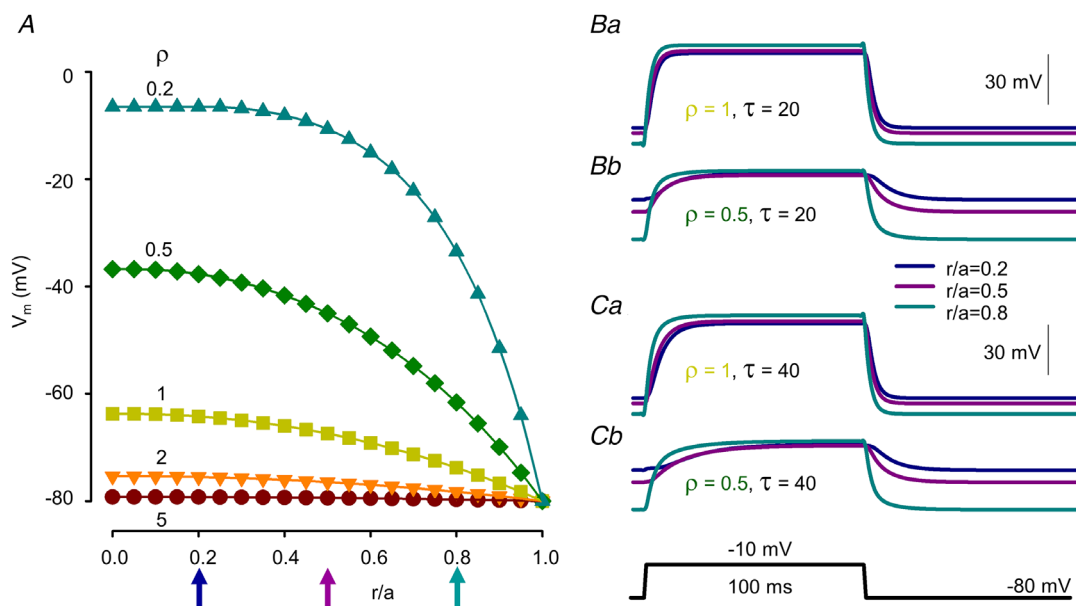 A
ρ
0
0.2
-20
0.5
-40
V_m (mV)
-60
1
2
-80
5
0.0 0.2 0.4 0.6 0.8 1.0
r/a
Ba
30 mV
ρ = 1, τ = 20
Bb
ρ = 0.5, τ = 20
r/a=0.2
r/a=0.5
r/a=0.8
Ca
30 mV
ρ = 1, τ = 40
Cb
ρ = 0.5, τ = 40
-10 mV
100 ms
-80 mV